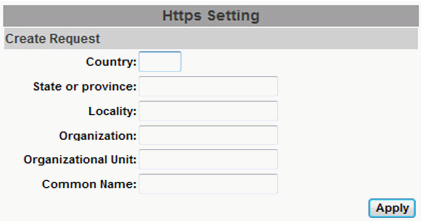 Https Setting
Create Request
Country:
State or province:
Locality:
Organization:
Organizational Unit:
Common Name:
Apply